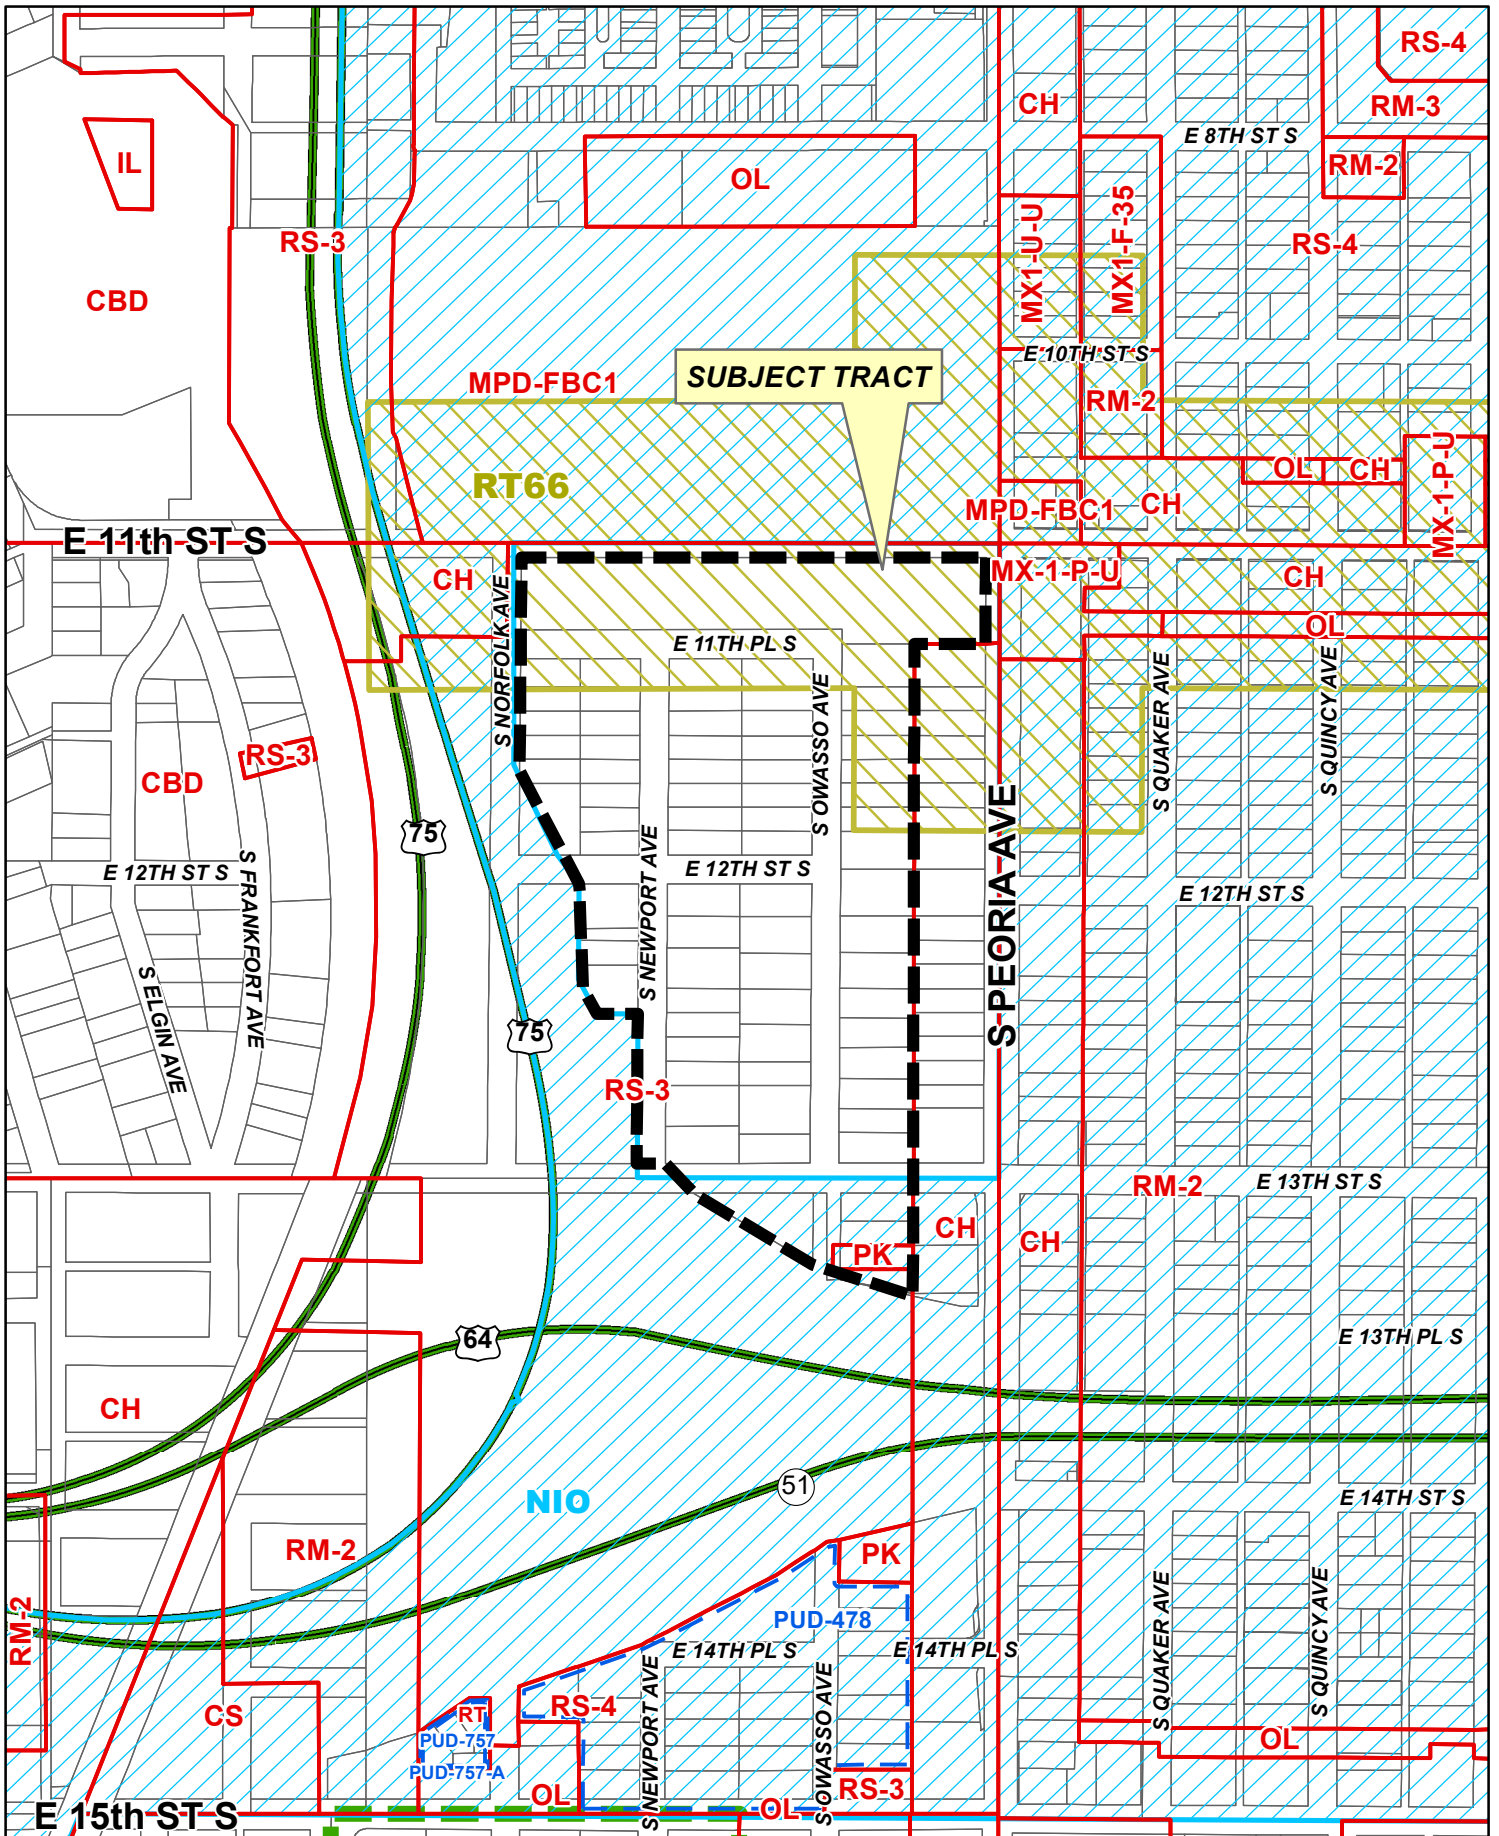 RS-4
CH
RM-3
E 8TH ST S
IL
RM-2
OL
MX1-U-U
MX1-F-35
RS-3
RS-4
CBD
E 10TH ST S
SUBJECT TRACT
MPD-FBC1
RM-2
RT66
OL
CH
MX-1-P-U
MPD-FBC1
CH
E 11th ST S
CH
MX-1-P-U
CH
S NORFOLK AVE
OL
E 11TH PL S
S OWASSO AVE
S QUAKER AVE
S QUINCY AVE
RS-3
CBD
75
S PEORIA AVE
E 12TH ST S
S FRANKFORT AVE
S NEWPORT AVE
E 12TH ST S
E 12TH ST S
S ELGIN AVE
75
RS-3
RM-2
E 13TH ST S
CH
CH
PK
64
E 13TH PL S
CH
51
NIO
E 14TH ST S
RM-2
PK
RM-2
PUD-478
E 14TH PL S
E 14TH PL S
S QUAKER AVE
S QUINCY AVE
S NEWPORT AVE
S OWASSO AVE
CS
RT
RS-4
PUD-757
OL
PUD-757-A
OL
RS-3
OL
E 15th ST S